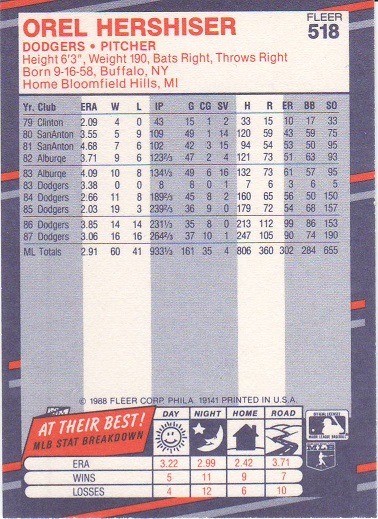 OREL HERSHISER
FLEER
518
DODGERS • PITCHER
Height 6'3", Weight 190, Bats Right, Throws Right
Born 9-16-58, Buffalo, NY
Home Bloomfield Hills, MI
Yr. Club ERA W L IP G CG SV H R ER BB SO
79 Clinton 2.09 4 0 43 15 1 2 33 15 10 17 33
80 SanAnton 3.55 5 9 109 49 1 14 120 59 43 59 75
81 SanAnton 4.68 7 6 102 42 3 15 94 54 53 50 95
82 Alburqe 3.71 9 6 123⅔ 47 2 4 121 73 51 63 93
83 Alburqe 4.09 10 8 134⅓ 49 6 16 132 73 61 57 95
83 Dodgers 3.38 0 0 8 8 0 1 7 6 3 6 5
84 Dodgers 2.66 11 8 189⅔ 45 8 2 160 65 56 50 150
85 Dodgers 2.03 19 3 239⅔ 36 9 0 179 72 54 68 157
86 Dodgers 3.85 14 14 231⅓ 35 8 0 213 112 99 86 153
87 Dodgers 3.06 16 16 264⅔ 37 10 1 247 105 90 74 190
ML Totals 2.91 60 41 933⅓ 161 35 4 806 360 302 284 655
© 1988 FLEER CORP. PHILA. 19141 PRINTED IN U.S.A.
AT THEIR BEST!
MLB STAT BREAKDOWN
DAY NIGHT HOME ROAD
ERA 3.22 2.99 2.42 3.71
WINS 5 11 9 7
LOSSES 4 12 6 10
OFFICIAL LICENSEE
MAJOR LEAGUE BASEBALL